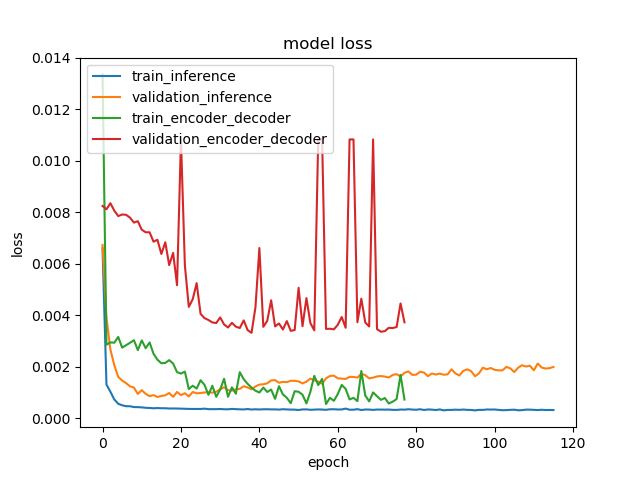 model loss
0.014
0.012
0.010
0.008
0.006
0.004
0.002
0.000
loss
train_inference
validation_inference
train_encoder_decoder
validation_encoder_decoder
0 20 40 60 80 100 120
epoch